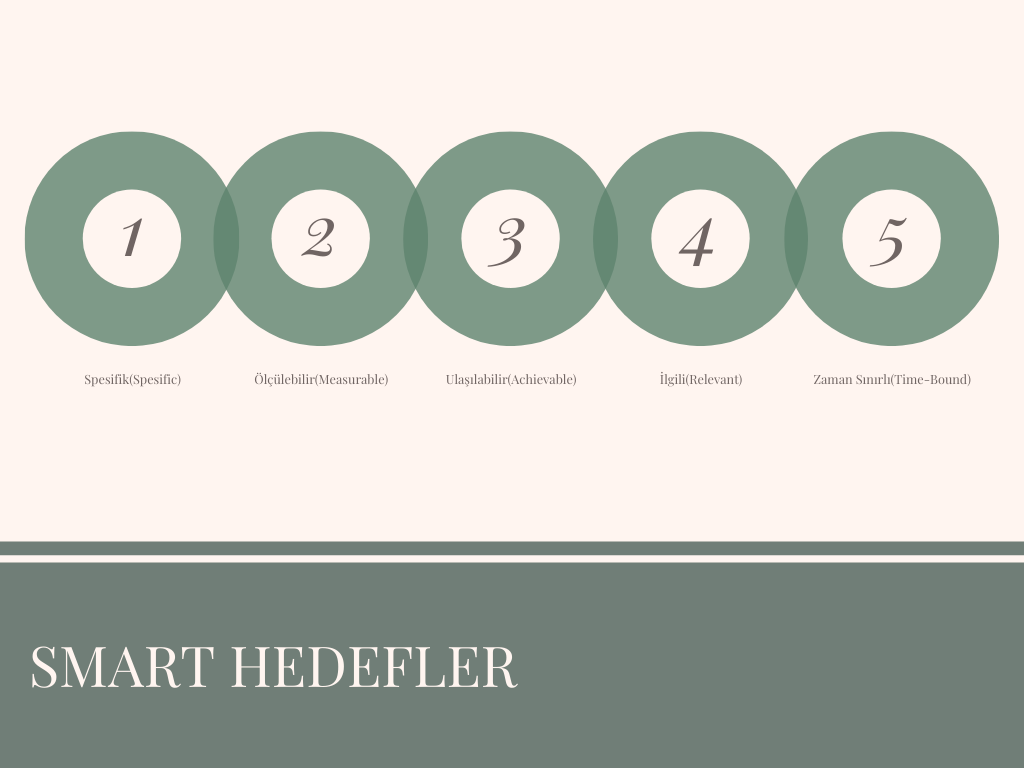 1 2 3 4 5
Spesifik(Spesific) Ölçülebilir(Measurable) Ulaşılabilir(Achievable) İlgili(Relevant) Zaman Sınırlı(Time-Bound)
SMART HEDEFLER